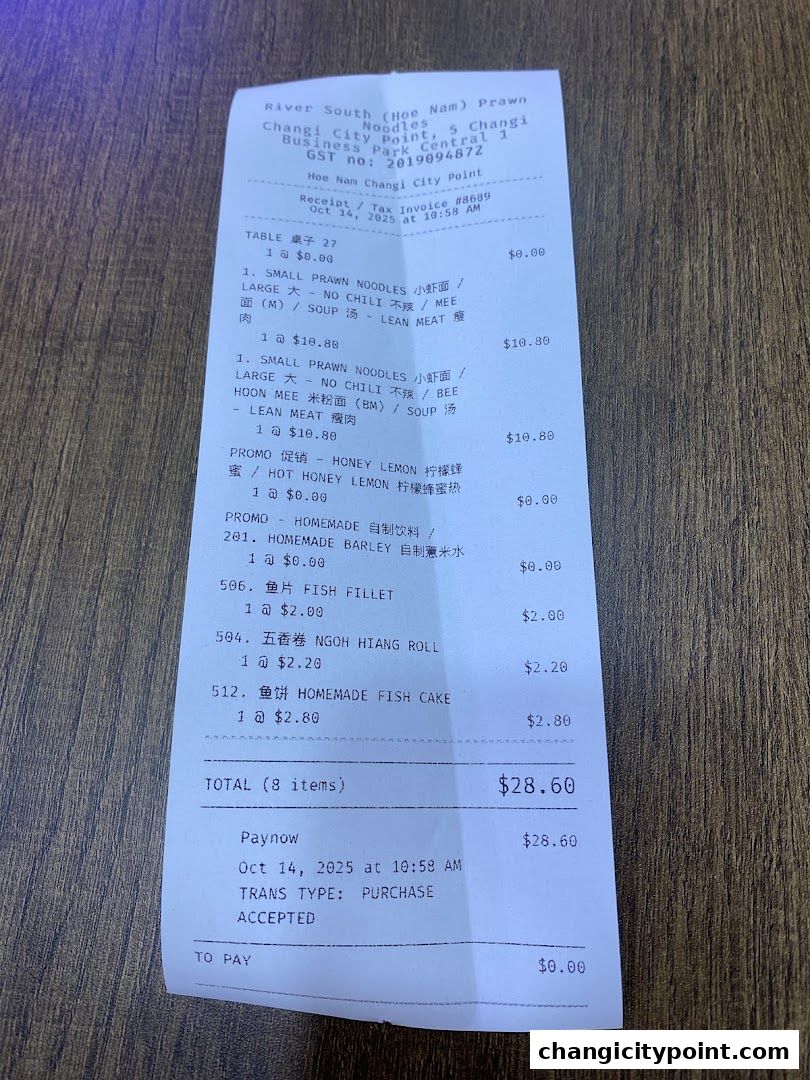 River South (Hoe Nam) Prawn
Noodles
Changi City Point, 5 Changi
Business Park Central 1
GST no: 201909487Z
Hoe Nam Changi City Point
Receipt / Tax Invoice #8689
Oct 14, 2025 at 10:58 AM
TABLE 桌子 27
1 @ $0.00 $0.00
1. SMALL PRAWN NOODLES 小虾面 /
LARGE 大 - NO CHILI 不辣 / MEE
面 (M) / SOUP 汤 - LEAN MEAT 瘦
肉
1 @ $10.80 $10.80
1. SMALL PRAWN NOODLES 小虾面 /
LARGE 大 - NO CHILI 不辣 / BEE
HOON MEE 米粉面 (BM) / SOUP 汤
- LEAN MEAT 瘦肉
1 @ $10.80 $10.80
PROMO 促销 - HONEY LEMON 柠檬蜂
蜜 / HOT HONEY LEMON 柠檬蜂蜜热
1 @ $0.00 $0.00
PROMO - HOMEMADE 自制饮料 /
201. HOMEMADE BARLEY 自制薏米水
1 @ $0.00 $0.00
506. 鱼片 FISH FILLET
1 @ $2.00 $2.00
504. 五香卷 NGOH HIANG ROLL
1 @ $2.20 $2.20
512. 鱼饼 HOMEMADE FISH CAKE
1 @ $2.80 $2.80
TOTAL (8 items) $28.60
Paynow $28.60
Oct 14, 2025 at 10:58 AM
TRANS TYPE: PURCHASE
ACCEPTED
TO PAY $0.00
changicitypoint.com